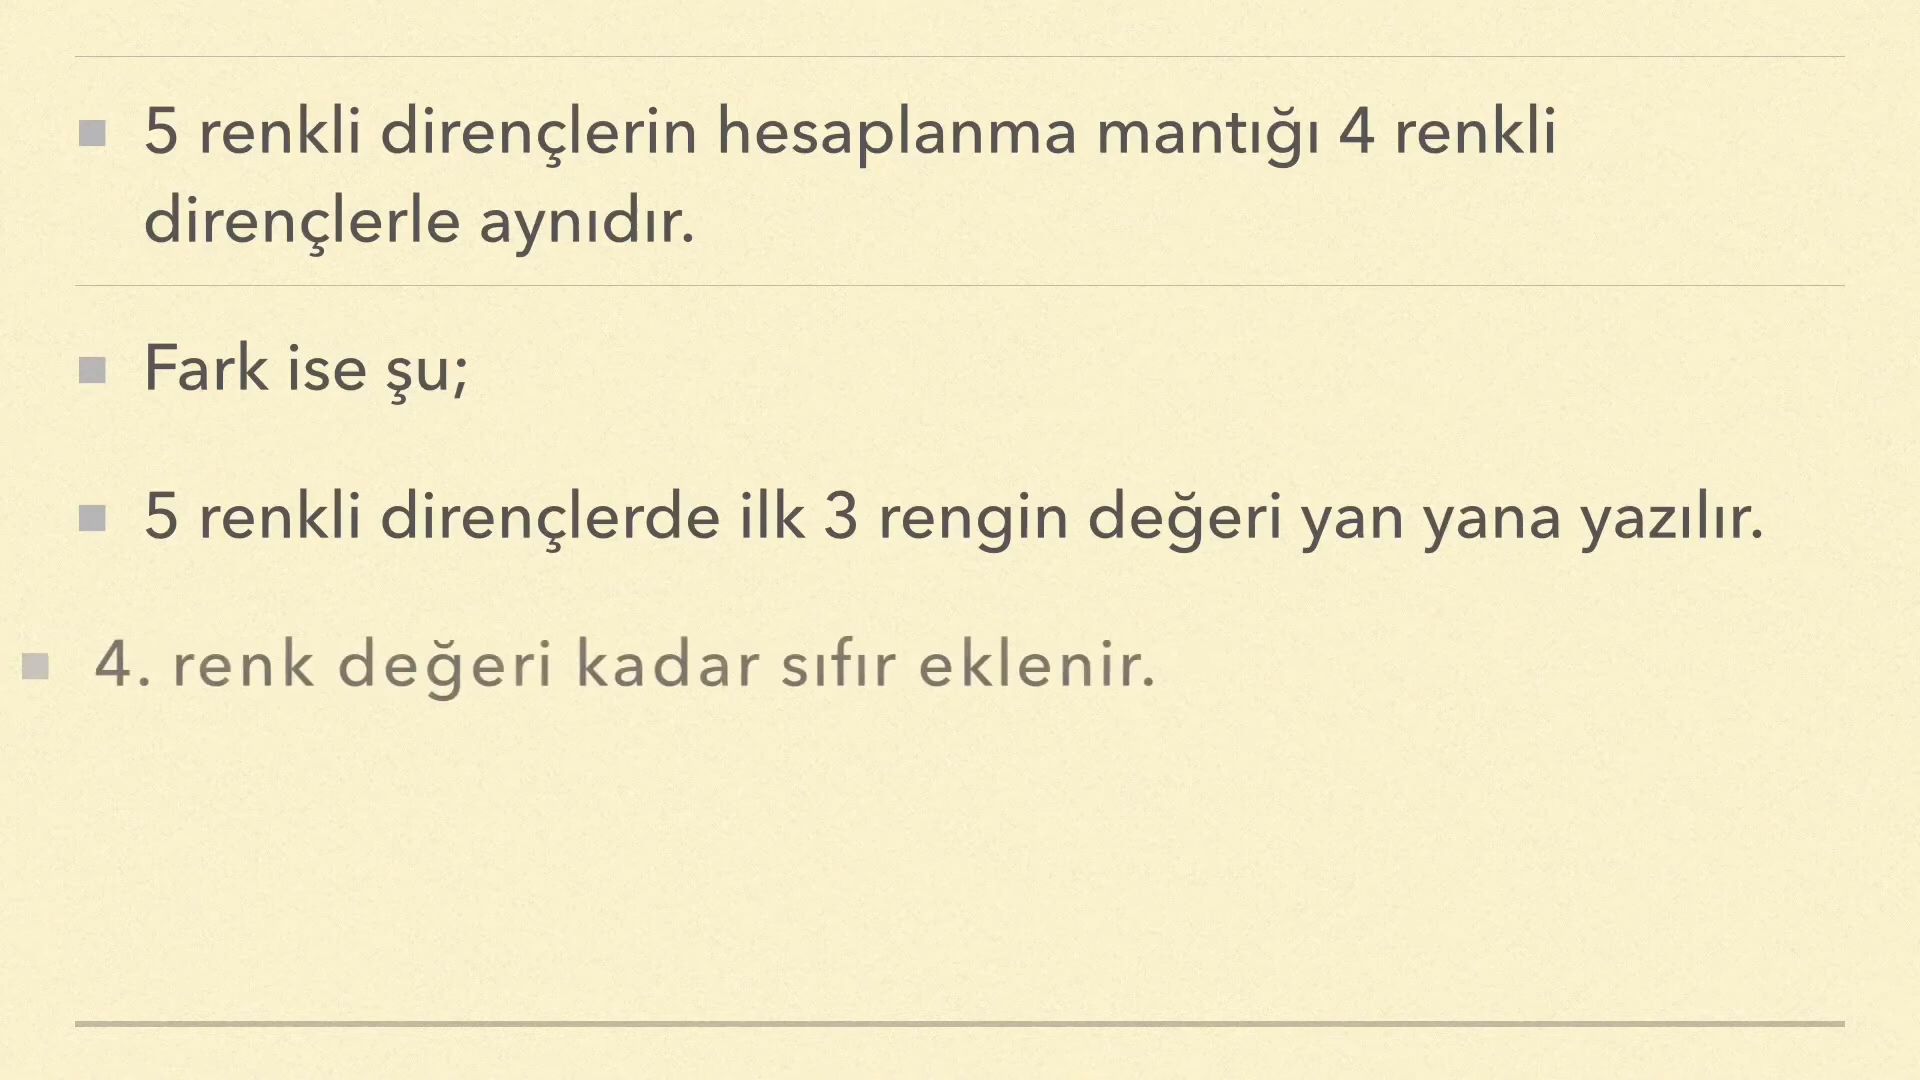 5 renkli dirençlerin hesaplanma mantığı 4 renkli
dirençlerle aynıdır.
Fark ise şu;
5 renkli dirençlerde ilk 3 rengin değeri yan yana yazılır.
4. renk değeri kadar sıfır eklenir.